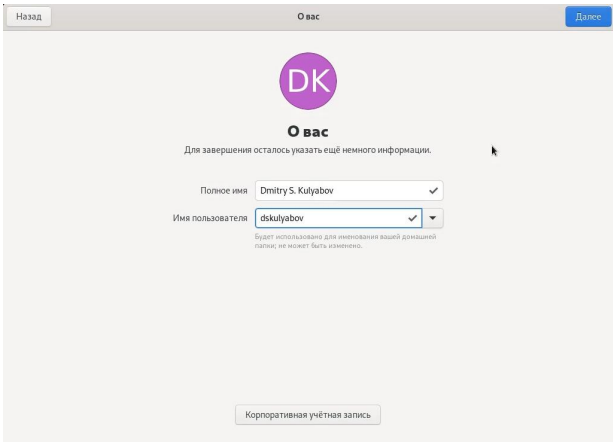 Назад
О вас
Далее
DK
О вас
Для завершения осталось указать ещё немного информации.
Полное имя
Dmitry S. Kulyabov
Имя пользователя
dskulyabov
Будет использовано для именования вашей домашней
папки; не может быть изменено.
Корпоративная учётная запись